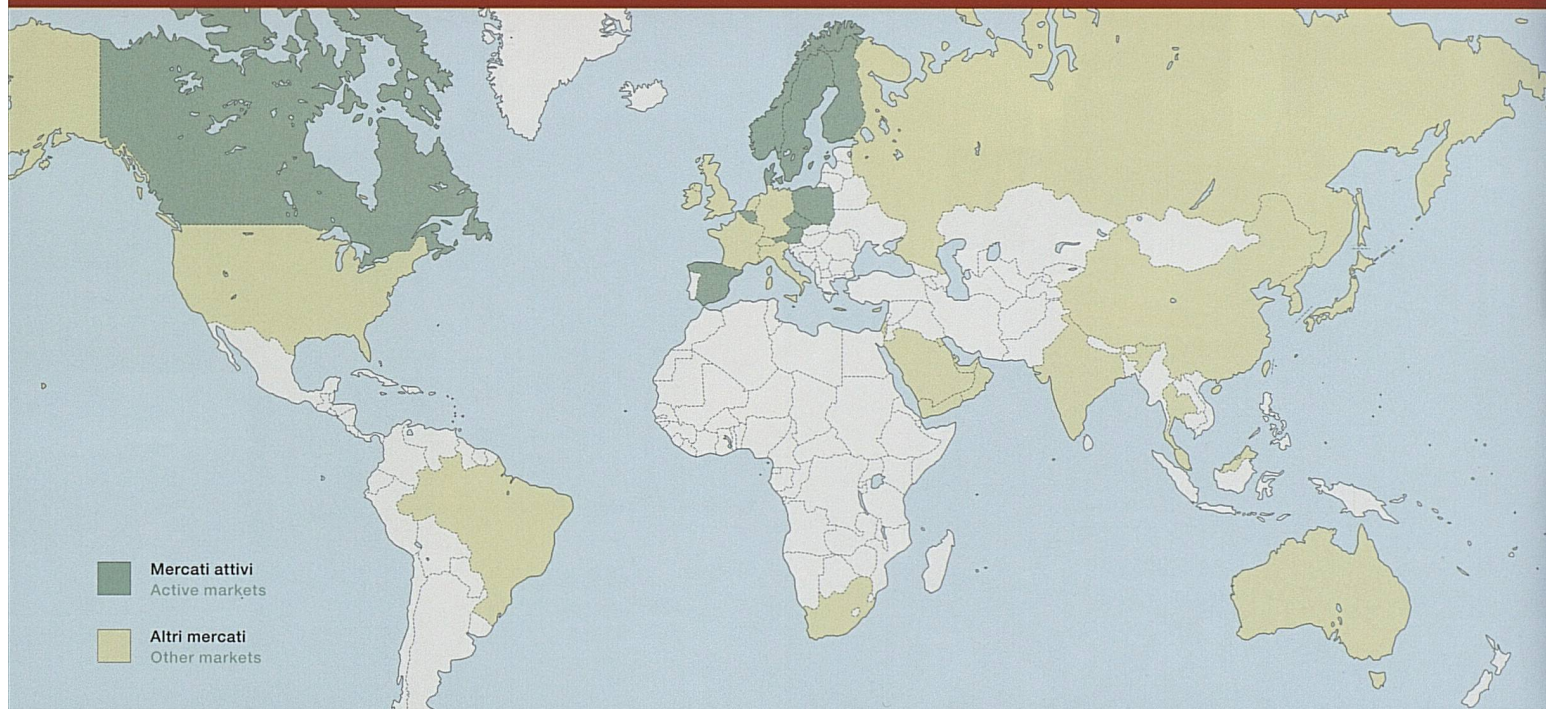 Mercati attivi
Active markets
Altri mercati
Other markets